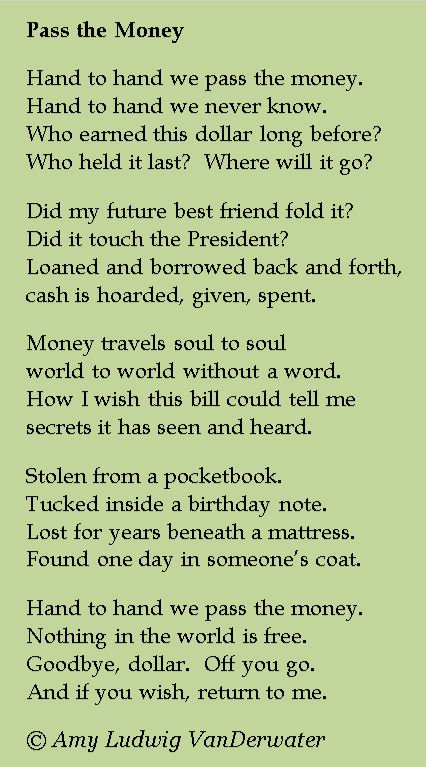 Pass the Money
Hand to hand we pass the money.
Hand to hand we never know.
Who earned this dollar long before?
Who held it last?  Where will it go?
Did my future best friend fold it?
Did it touch the President?
Loaned and borrowed back and forth,
cash is hoarded, given, spent.
Money travels soul to soul
world to world without a word.
How I wish this bill could tell me
secrets it has seen and heard.
Stolen from a pocketbook.
Tucked inside a birthday note.
Lost for years beneath a mattress.
Found one day in someone’s coat.
Hand to hand we pass the money.
Nothing in the world is free.
Goodbye, dollar.  Off you go.
And if you wish, return to me.
© Amy Ludwig VanDerwater